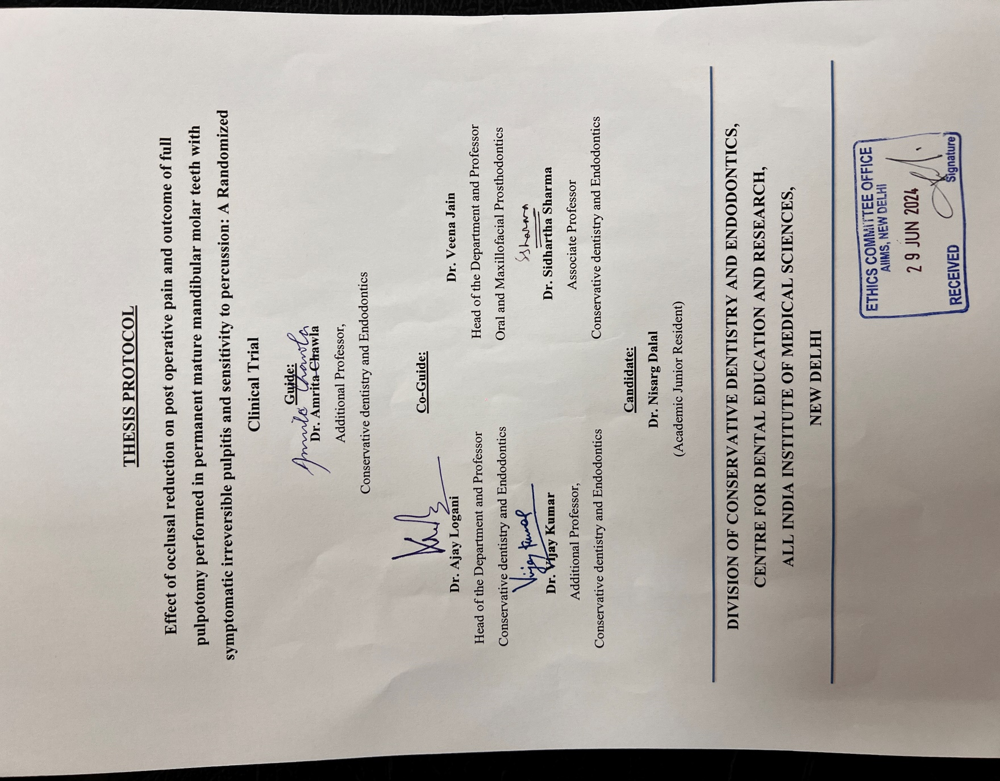 THESIS PROTOCOL
Effect of occlusal reduction on post operative pain and outcome of full
pulpotomy performed in permanent mature mandibular molar teeth with
symptomatic irreversible pulpitis and sensitivity to percussion: A Randomized
Clinical Trial
Guide:
Amrita Chawla
Dr. Amrita Chawla
Additional Professor,
Conservative dentistry and Endodontics
Co-Guide:
Dr. Ajay Logani
Head of the Department and Professor
Conservative dentistry and Endodontics
Vijay Kumar
Dr. Vijay Kumar
Additional Professor,
Conservative dentistry and Endodontics
Dr. Veena Jain
Head of the Department and Professor
Oral and Maxillofacial Prosthodontics
SSharma
Dr. Sidhartha Sharma
Associate Professor
Conservative dentistry and Endodontics
Candidate:
Dr. Nisarg Dalal
(Academic Junior Resident)
DIVISION OF CONSERVATIVE DENTISTRY AND ENDODONTICS,
CENTRE FOR DENTAL EDUCATION AND RESEARCH,
ALL INDIA INSTITUTE OF MEDICAL SCIENCES,
NEW DELHI
ETHICS COMMITTEE OFFICE
AIIMS, NEW DELHI
29 JUN 2024
RECEIVED Signature